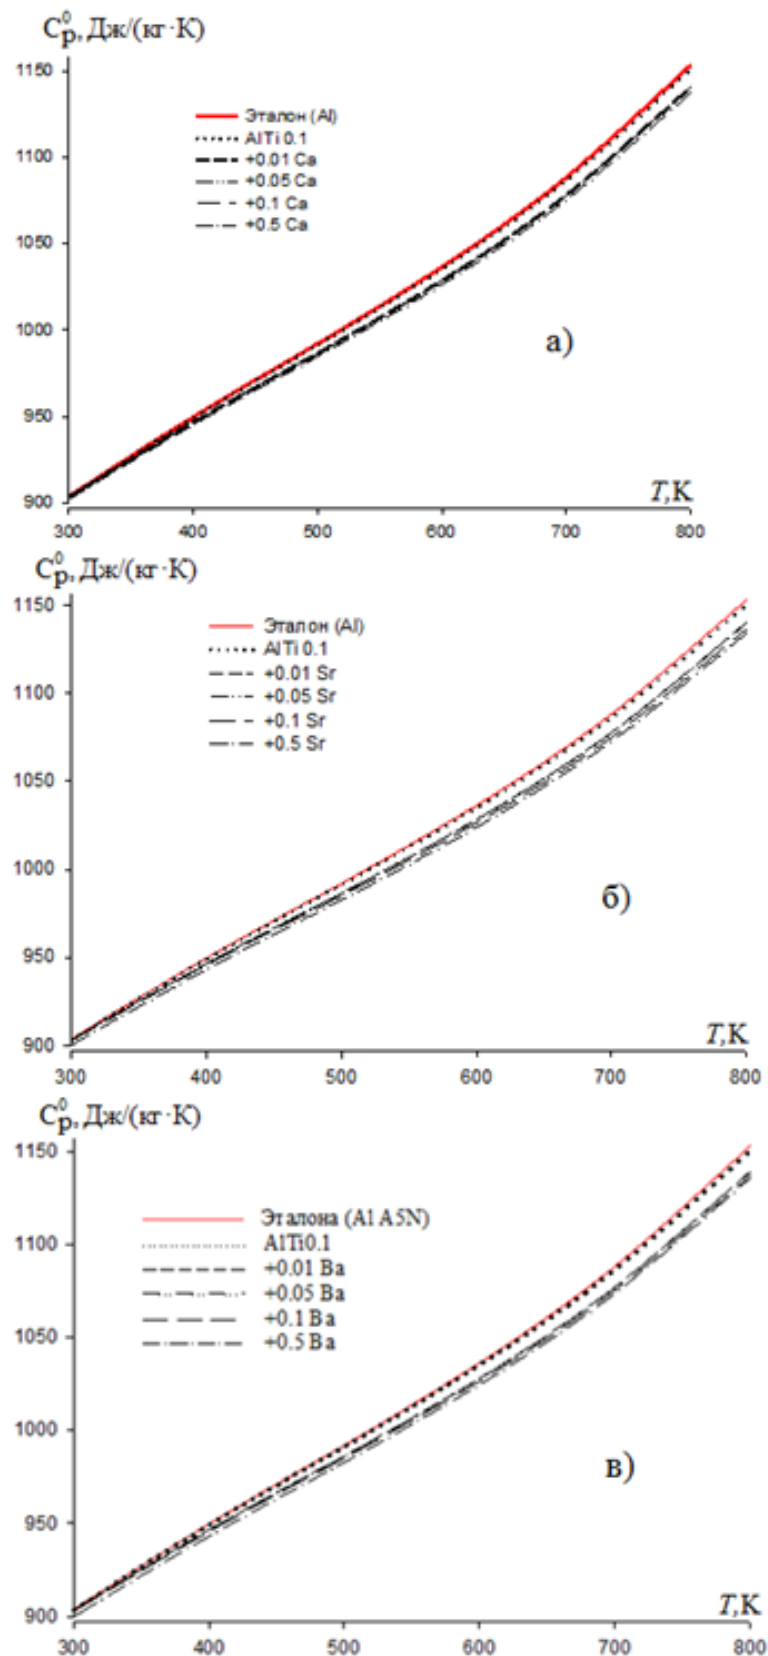 C⁰p, Дж/(кг·К)
1150
Эталон (Al)
AlTi 0.1
1100
+0.01 Ca
+0.05 Ca
+0.1 Ca
+0.5 Ca
1050
1000
а)
950
900
T,K
300 400 500 600 700 800
C⁰p, Дж/(кг·К)
1150
Эталон (Al)
AlTi 0.1
+0.01 Sr
1100
+0.05 Sr
+0.1 Sr
+0.5 Sr
1050
1000
б)
950
900
T,K
300 400 500 600 700 800
C⁰p, Дж/(кг·К)
1150
Эталона (Al A5N)
AlTi0.1
1100
+0.01 Ba
+0.05 Ba
+0.1 Ba
+0.5 Ba
1050
1000
в)
950
900
T,K
300 400 500 600 700 800